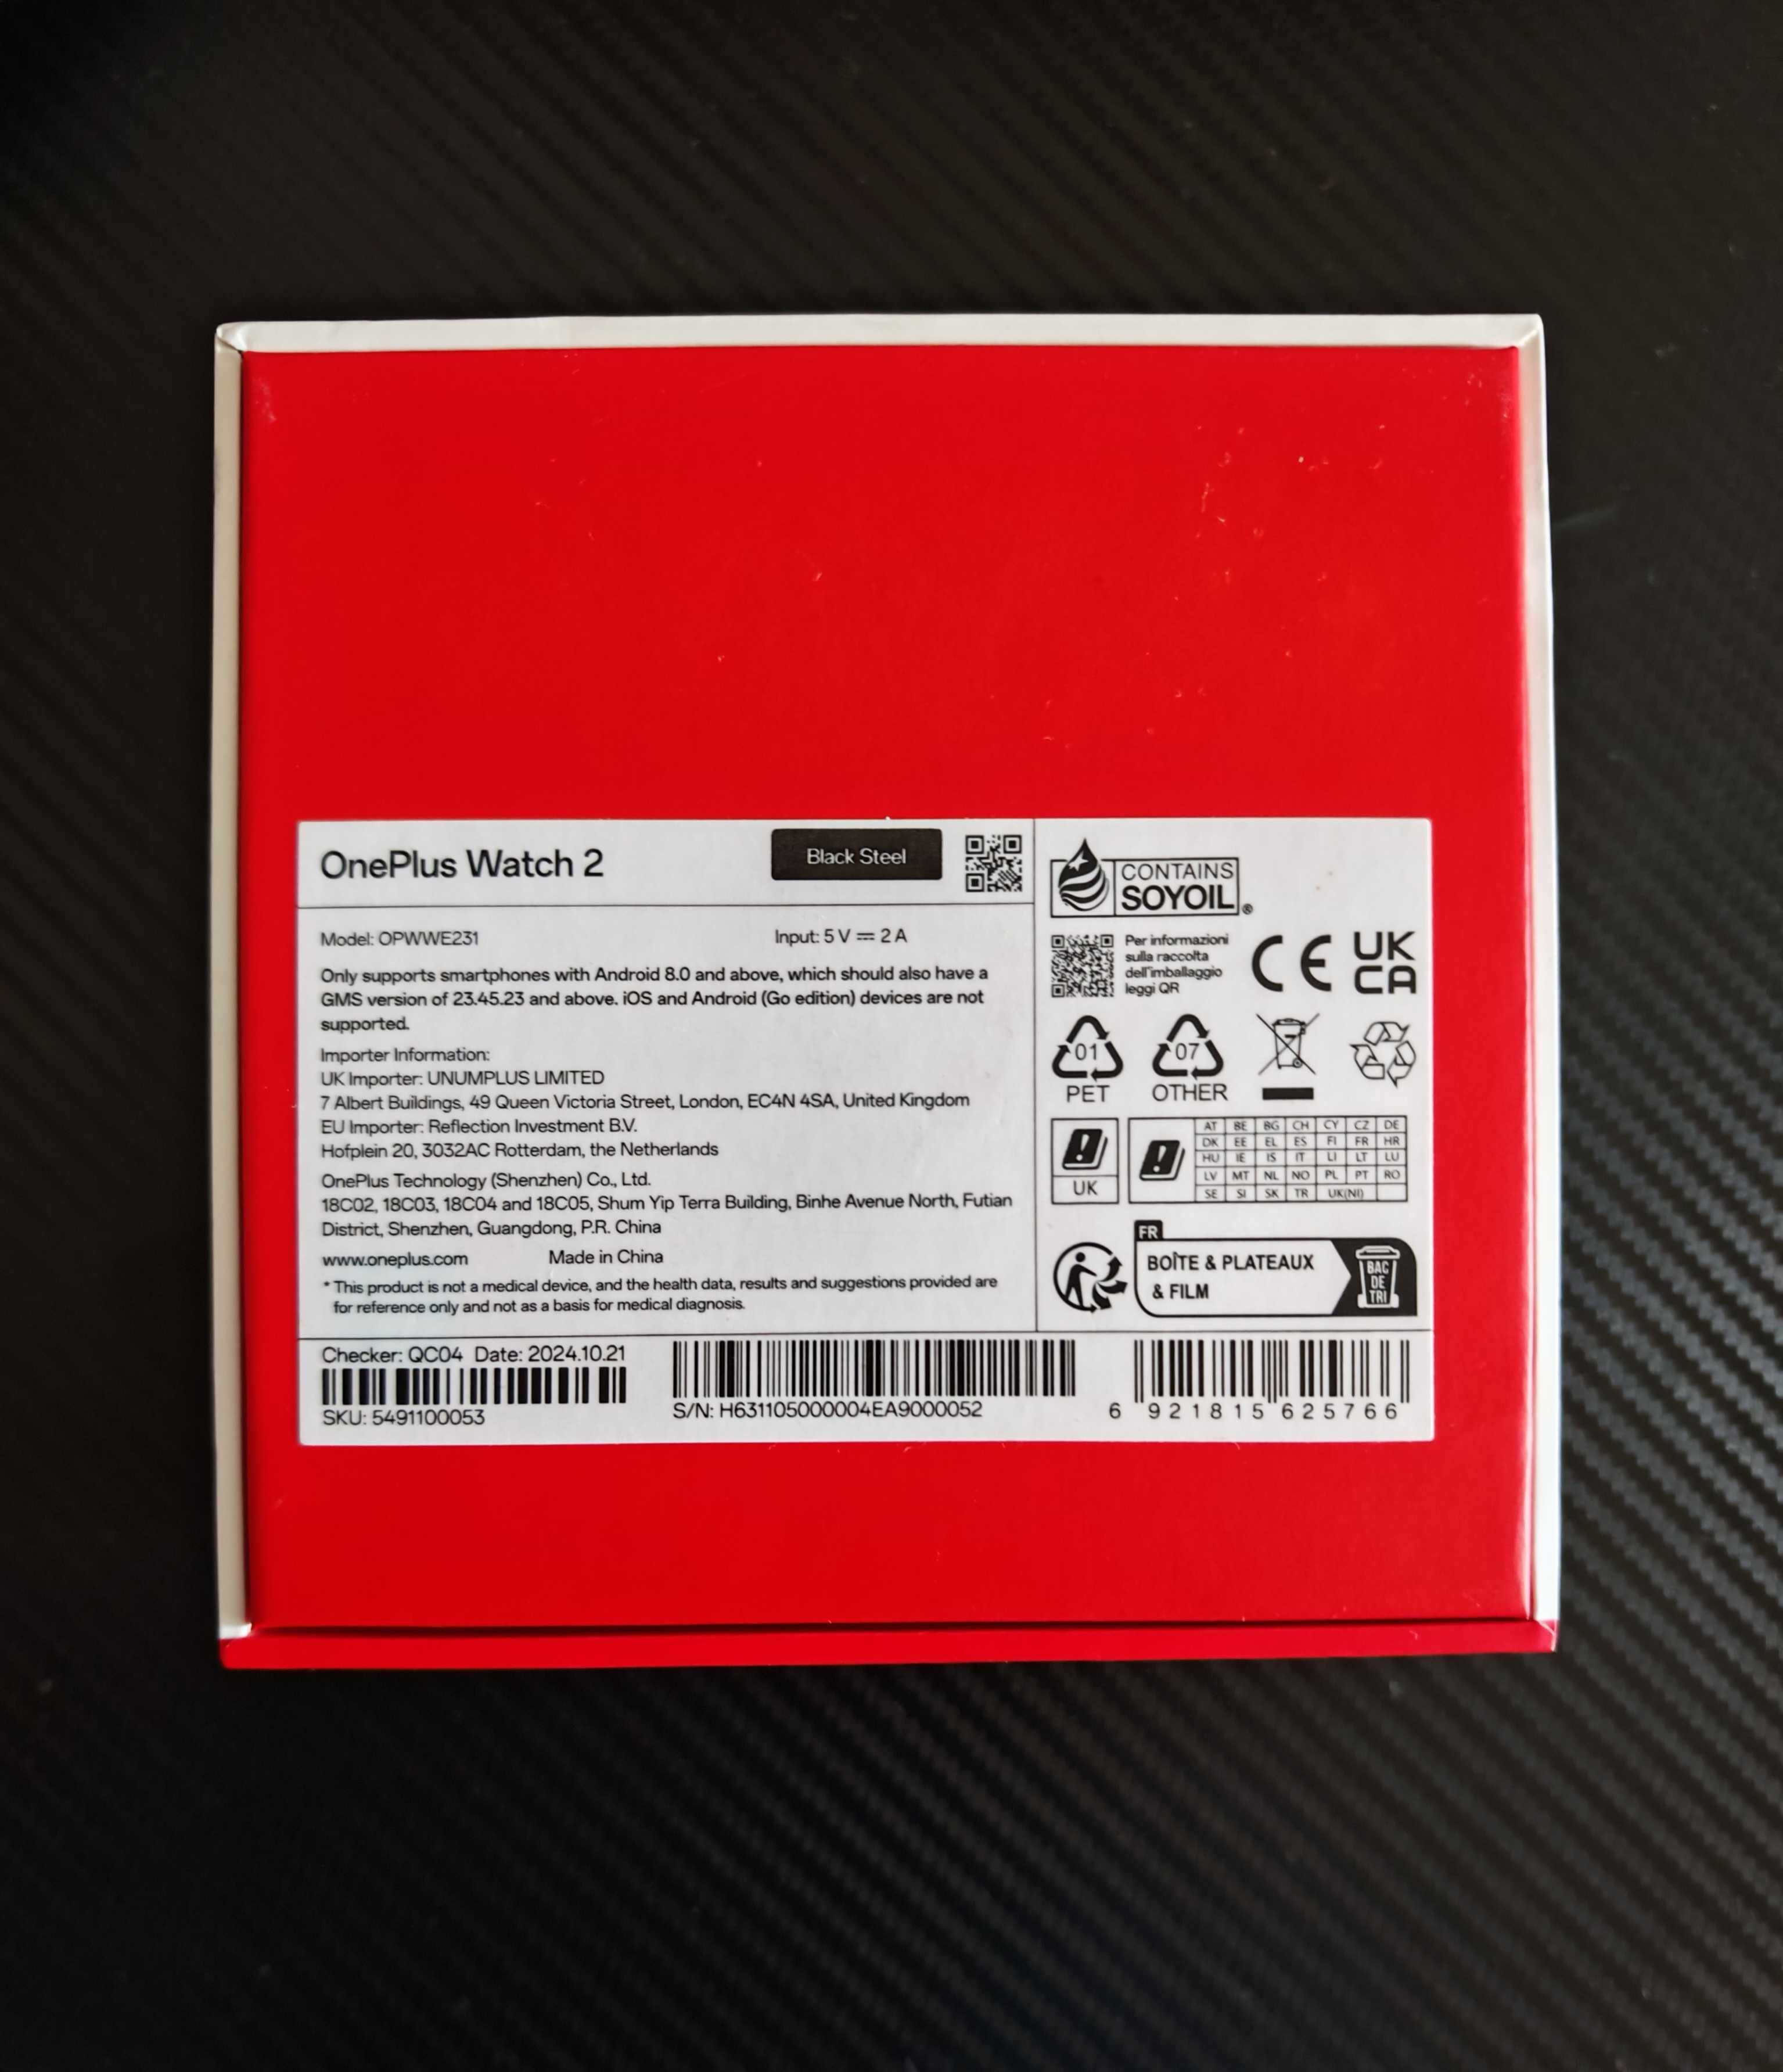 OnePlus Watch 2
Black Steel
Model: OPWWE231
Input: 5 V ⎓ 2 A
Only supports smartphones with Android 8.0 and above, which should also have a
GMS version of 23.45.23 and above. iOS and Android (Go edition) devices are not
supported.
Importer Information:
UK Importer: UNUMPLUS LIMITED
7 Albert Buildings, 49 Queen Victoria Street, London, EC4N 4SA, United Kingdom
EU Importer: Reflection Investment B.V.
Hofplein 20, 3032AC Rotterdam, the Netherlands
OnePlus Technology (Shenzhen) Co., Ltd.
18C02, 18C03, 18C04 and 18C05, Shum Yip Terra Building, Binhe Avenue North, Futian
District, Shenzhen, Guangdong, P.R. China
www.oneplus.com
Made in China
* This product is not a medical device, and the health data, results and suggestions provided are
for reference only and not as a basis for medical diagnosis.
CONTAINS
SOYOIL®
Per informazioni
sulla raccolta
dell'imballaggio
leggi QR
CE
UK
CA
01
PET
07
OTHER
UK
AT BE BG CH CY CZ DE
DK EE EL ES FI FR HR
HU IE IS IT LI LT LU
LV MT NL NO PL PT RO
SE SI SK TR UK(NI)
FR
BOÎTE & PLATEAUX
& FILM
BAC
DE
TRI
Checker: QC04 Date: 2024.10.21
SKU: 5491100053
S/N: H631105000004EA9000052
6 921815 625766